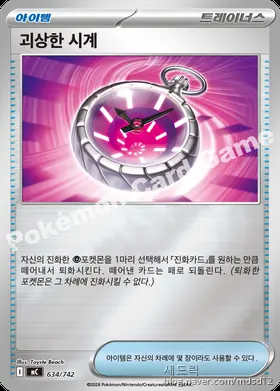 아이템
트레이너스
괴상한 시계
Pokémon Card Game
자신의 진화한 포켓몬을 1마리 선택해서 「진화카드」를 원하는 만큼
떼어내서 퇴화시킨다. 떼어낸 카드는 패로 되돌린다. (퇴화한
포켓몬은 그 차례에 진화시킬 수 없다.)
아이템은 자신의 차례에 몇 장이라도 사용할 수 있다.
Illus. Toyste Beach
I mC 634/742
©2026 Pokémon/Nintendo/Creatures/GAME FREAK
세드릭